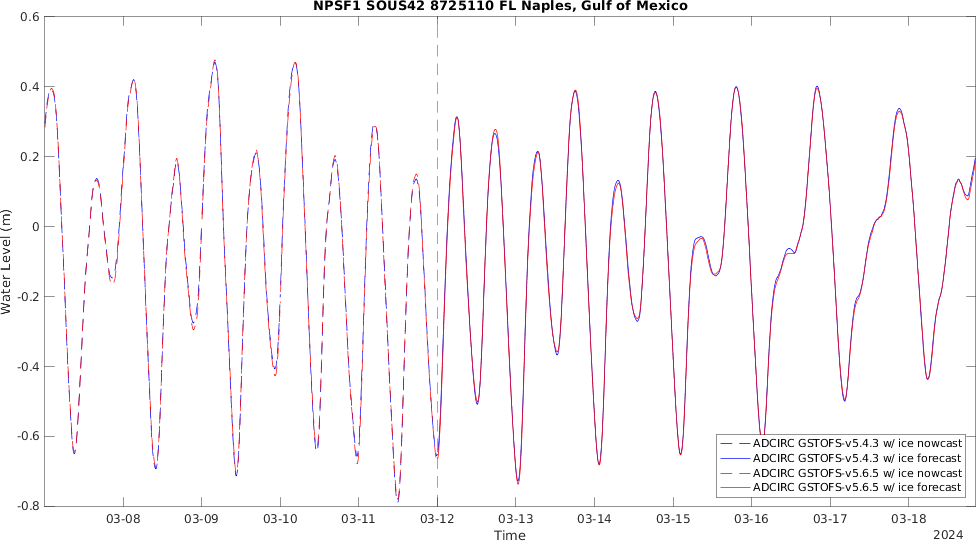 NPSF1 SOUS42 8725110 FL Naples, Gulf of Mexico
0.6
0.4
0.2
0
-0.2
-0.4
-0.6
-0.8
Water Level (m)
ADCIRC GSTOFS-v5.4.3 w/ ice nowcast
ADCIRC GSTOFS-v5.4.3 w/ ice forecast
ADCIRC GSTOFS-v5.6.5 w/ ice nowcast
ADCIRC GSTOFS-v5.6.5 w/ ice forecast
03-08 03-09 03-10 03-11 03-12 03-13 03-14 03-15 03-16 03-17 03-18
Time
2024